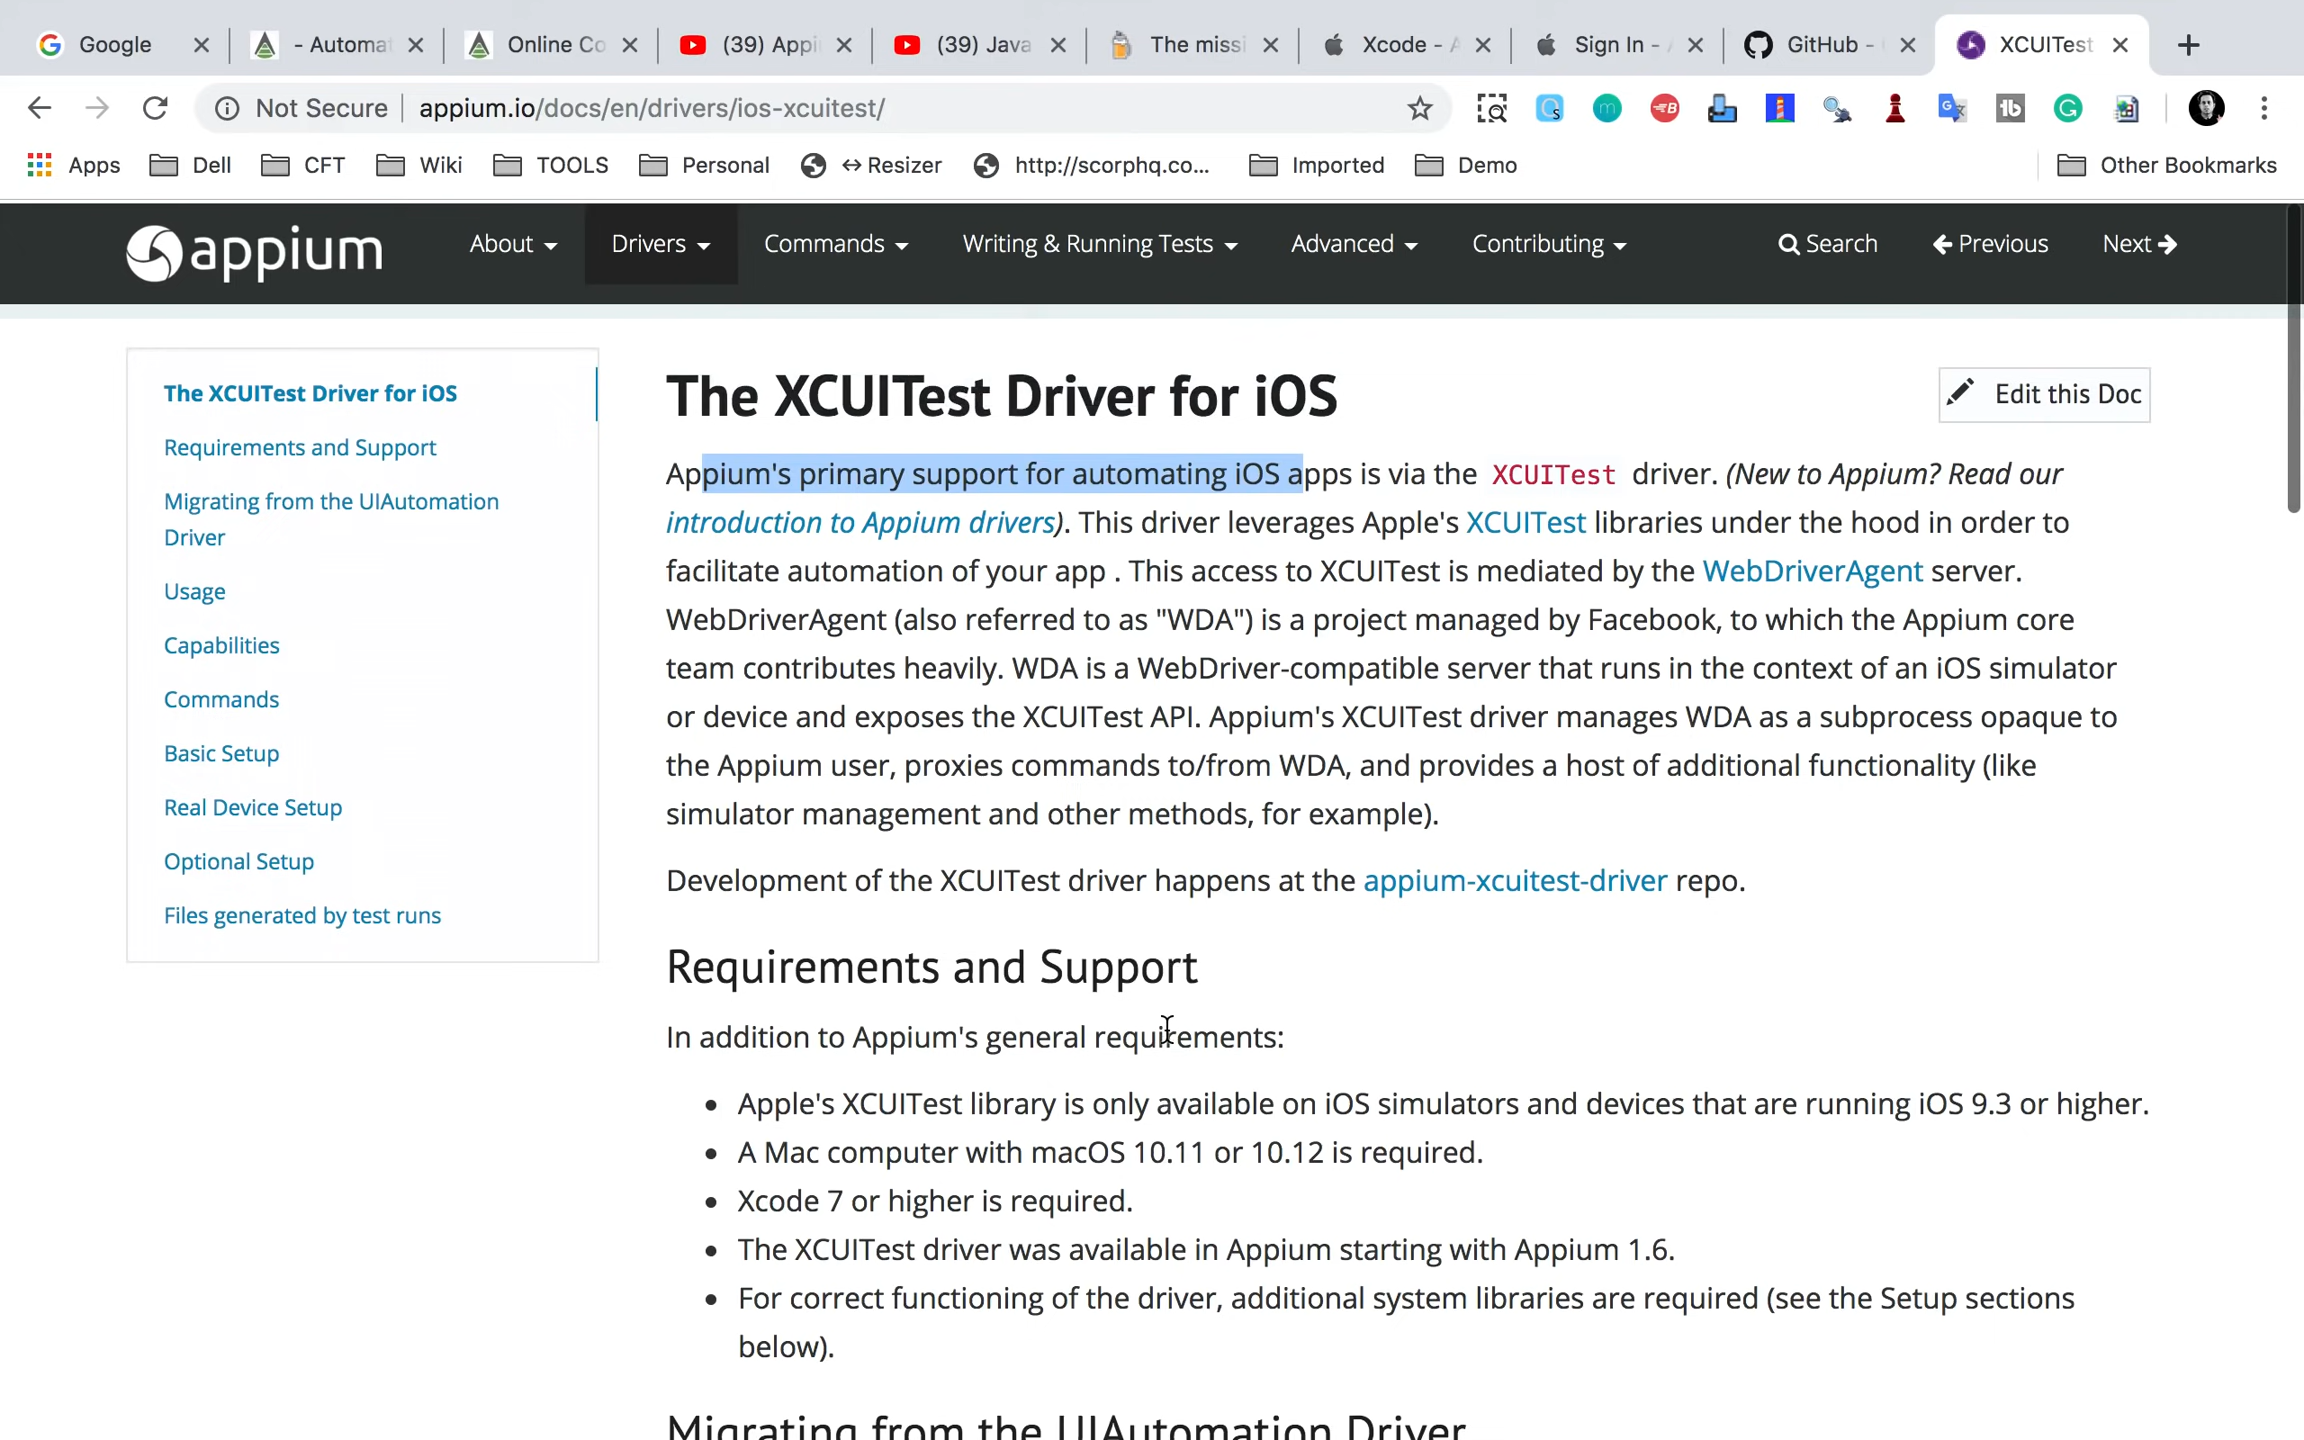 Google
- Automa
Online Co
(39) Appi
(39) Java
The missi
Xcode - A
Sign In - A
GitHub -
XCUITest
Not Secure
appium.io/docs/en/drivers/ios-xcuitest/
Apps
Dell
CFT
Wiki
TOOLS
Personal
↔ Resizer
http://scorphq.co...
Imported
Demo
Other Bookmarks
appium
About
Drivers
Commands
Writing & Running Tests
Advanced
Contributing
Search
Previous
Next
The XCUITest Driver for iOS
Requirements and Support
Migrating from the UIAutomation
Driver
Usage
Capabilities
Commands
Basic Setup
Real Device Setup
Optional Setup
Files generated by test runs
The XCUITest Driver for iOS
Edit this Doc
Appium's primary support for automating iOS apps is via the XCUITest driver. (New to Appium? Read our
introduction to Appium drivers). This driver leverages Apple's XCUITest libraries under the hood in order to
facilitate automation of your app . This access to XCUITest is mediated by the WebDriverAgent server.
WebDriverAgent (also referred to as "WDA") is a project managed by Facebook, to which the Appium core
team contributes heavily. WDA is a WebDriver-compatible server that runs in the context of an iOS simulator
or device and exposes the XCUITest API. Appium's XCUITest driver manages WDA as a subprocess opaque to
the Appium user, proxies commands to/from WDA, and provides a host of additional functionality (like
simulator management and other methods, for example).
Development of the XCUITest driver happens at the appium-xcuitest-driver repo.
Requirements and Support
In addition to Appium's general requirements:
• Apple's XCUITest library is only available on iOS simulators and devices that are running iOS 9.3 or higher.
• A Mac computer with macOS 10.11 or 10.12 is required.
• Xcode 7 or higher is required.
• The XCUITest driver was available in Appium starting with Appium 1.6.
• For correct functioning of the driver, additional system libraries are required (see the Setup sections
below).
Migrating from the UIAutomation Driver